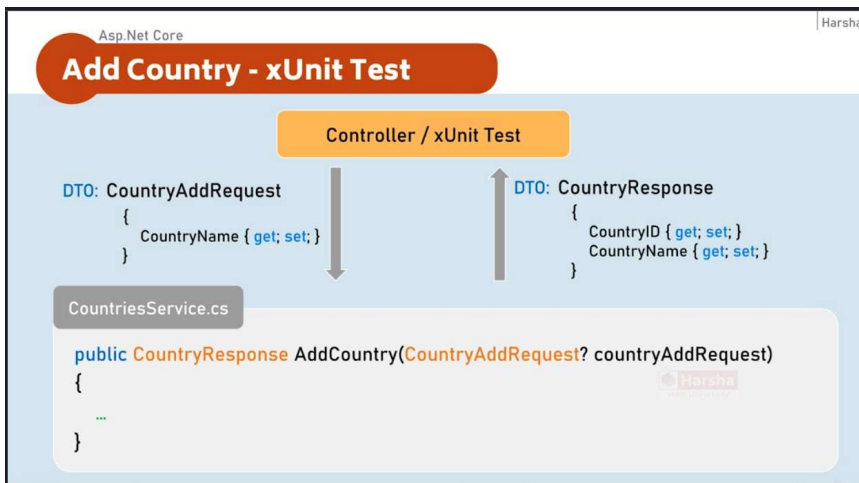 Harsha
Asp.Net Core
Add Country - xUnit Test
Controller / xUnit Test
DTO: CountryAddRequest
{
CountryName { get; set; }
}
DTO: CountryResponse
{
CountryID { get; set; }
CountryName { get; set; }
}
CountriesService.cs
public CountryResponse AddCountry(CountryAddRequest? countryAddRequest)
{
...
}
Harsha